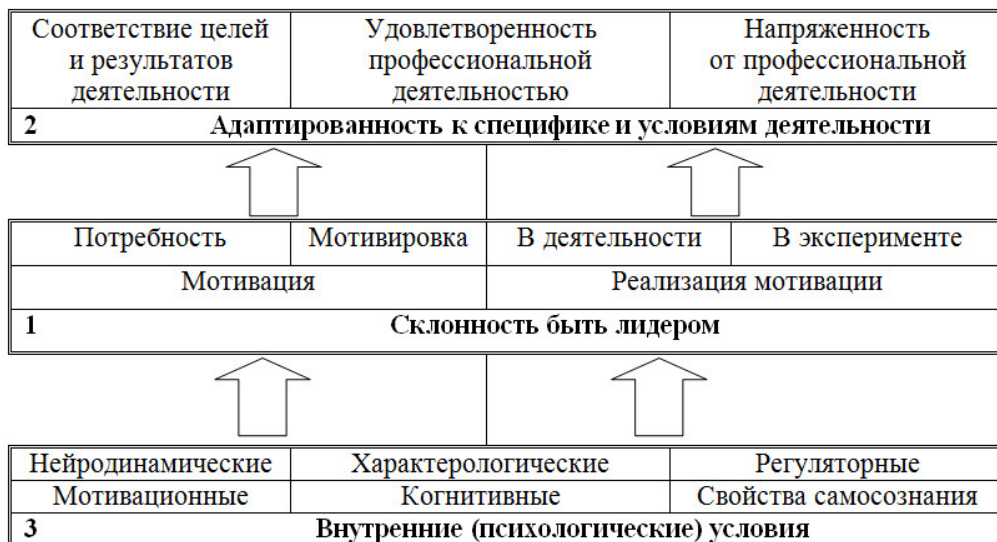 Соответствие целей
и результатов
деятельности
Удовлетворенность
профессиональной
деятельностью
Напряженность
от профессиональной
деятельности
2 Адаптированность к специфике и условиям деятельности
Потребность Мотивировка В деятельности В эксперименте
Мотивация Реализация мотивации
1 Склонность быть лидером
Нейродинамические Характерологические Регуляторные
Мотивационные Когнитивные Свойства самосознания
3 Внутренние (психологические) условия